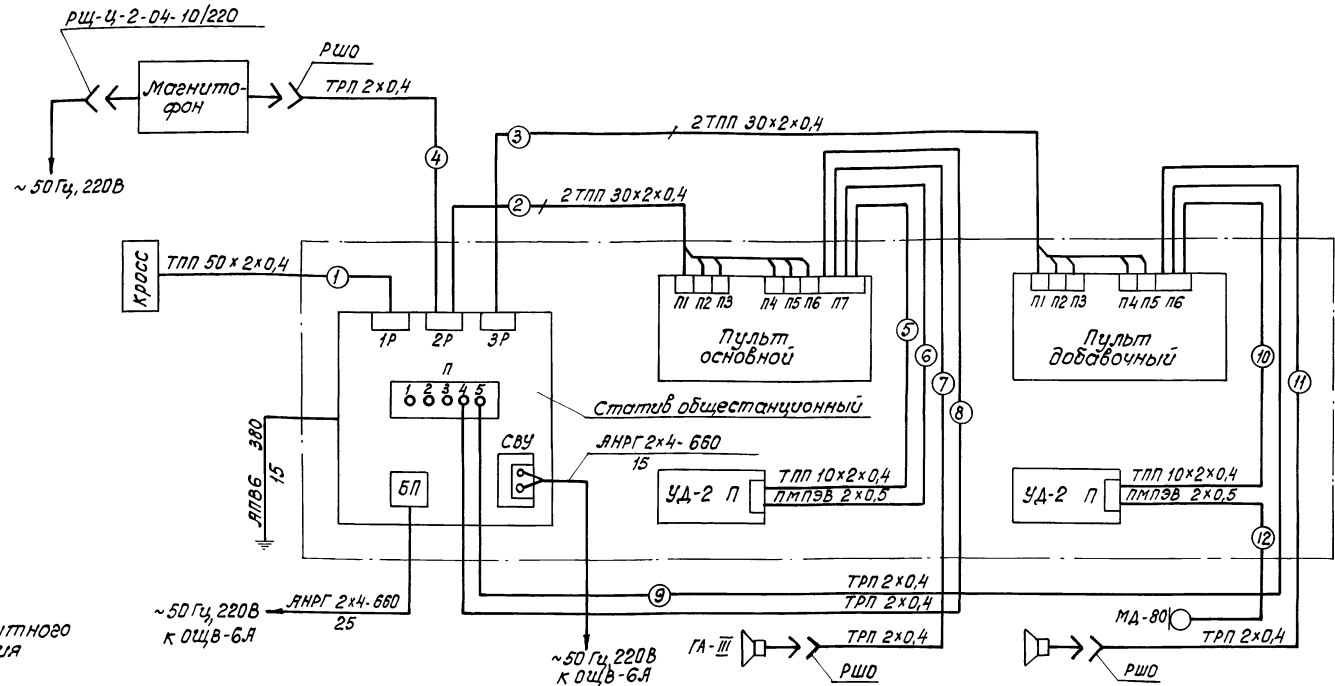 РЩ-Ц-2-04-10/220
РШО
Магнито-
фон
ТРП 2×0,4
~ 50 Гц, 220В
3
2ТПП 30×2×0,4
4
2
2ТПП 30×2×0,4
КРОСС
ТПП 50×2×0,4
1
1Р 2Р 3Р
П
1 2 3 4 5
Статив общестанционный
СВУ
АНРГ 2×4-660
15
БП
АПВ6 380
15
П1 П2 П3 П4 П5 П6 П7
Пульт
основной
5
6
7
8
П1 П2 П3 П4 П5 П6
Пульт
добавочный
10
11
УД-2 П
ТПП 10×2×0,4
ПМПЭВ 2×0,5
УД-2 П
ТПП 10×2×0,4
ПМПЭВ 2×0,5
12
9
ТРП 2×0,4
ТРП 2×0,4
~50 Гц, 220В
к ОЩВ-6А
АНРГ 2×4-660
25
~50 Гц, 220В
к ОЩВ-6А
ГА-III
ТРП 2×0,4
РШО
МД-80
ТРП 2×0,4
РШО